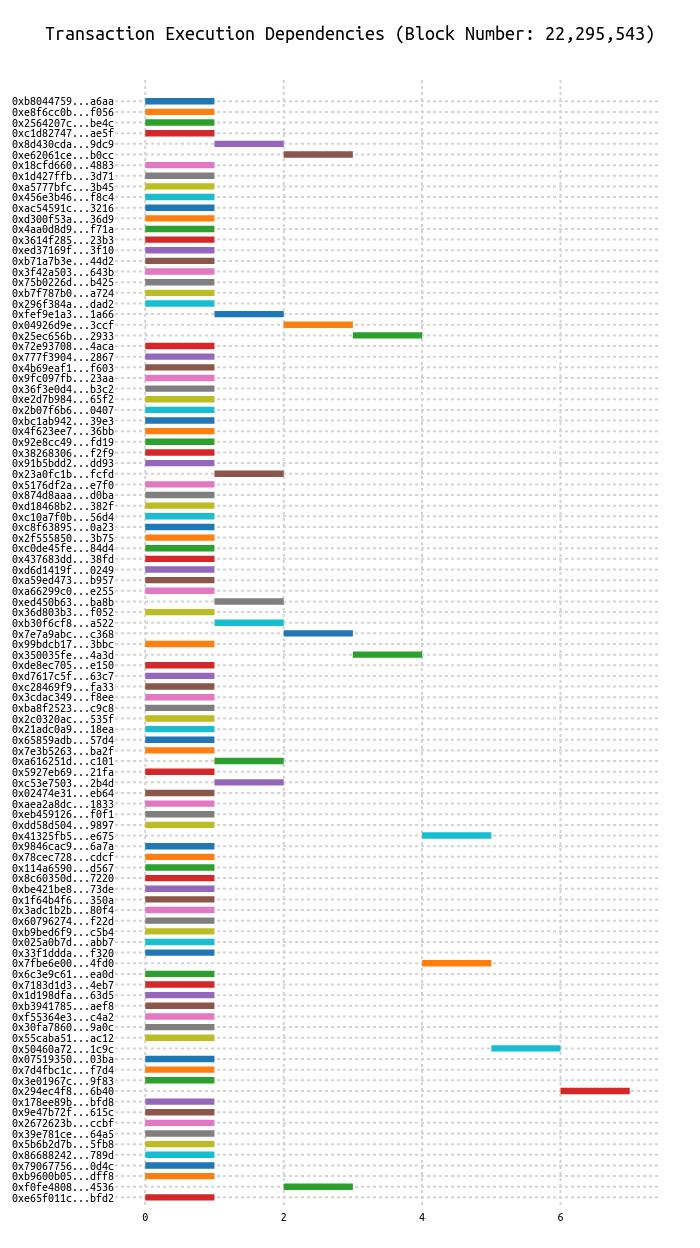 Transaction Execution Dependencies (Block Number: 22,295,543)
0xb8044759...a6aa
0xe8f6cc0b...f056
0x2564207c...be4c
0xc1d82747...ae5f
0x8d430cda...9dc9
0xe62061ce...b0cc
0x18cfd660...4883
0x1d427ffb...3d71
0xa5777bfc...3b45
0x456e3b46...f8c4
0xac54591c...3216
0xd300f53a...36d9
0x4aa0d8d9...f71a
0x3614f285...23b3
0xed37169f...3f10
0xb71a7b3e...44d2
0x3f42a503...643b
0x75b0226d...b425
0xb7f787b0...a724
0x296f384a...dad2
0xfef9e1a3...1a66
0x04926d9e...3ccf
0x25ec656b...2933
0x72e93708...4aca
0x777f3904...2867
0x4b69eaf1...f603
0x9fc097fb...23aa
0x36f3e0d4...b3c2
0xe2d7b984...65f2
0x2b07f6b6...0407
0xbc1ab942...39e3
0x4f623ee7...36bb
0x92e8cc49...fd19
0x38268306...f2f9
0x91b5bdd2...dd93
0x23a0fc1b...fcfd
0x5176df2a...e7f0
0x874d8aaa...d0ba
0xd18468b2...382f
0xc10a7f0b...56d4
0xc8f63895...0a23
0x2f555850...3b75
0xc0de45fe...84d4
0x437683dd...38fd
0xd6d1419f...0249
0xa59ed473...b957
0xa66299c0...e255
0xed450b63...ba8b
0x36d803b3...f052
0xb30f6cf8...a522
0x7e7a9abc...c368
0x99bdcb17...3bbc
0x350035fe...4a3d
0xde8ec705...e150
0xd7617c5f...63c7
0xc28469f9...fa33
0x3cdac349...f8ee
0xba8f2523...c9c8
0x2c0320ac...535f
0x21adc0a9...18ea
0x65859adb...57d4
0x7e3b5263...ba2f
0xa616251d...c101
0x5927eb69...21fa
0xc53e7503...2b4d
0x02474e31...eb64
0xaea2a8dc...1833
0xeb459126...f0f1
0xdd58d504...9897
0x41325fb5...e675
0x9846cac9...6a7a
0x78cec728...cdcf
0x114a6590...d567
0x8c60350d...7220
0xbe421be8...73de
0x1f64b4f6...350a
0x3adc1b2b...80f4
0x60796274...f22d
0xb9bed6f9...c5b4
0x025a0b7d...abb7
0x33f1ddda...f320
0x7fbe6e00...4fd0
0x6c3e9c61...ea0d
0x7183d1d3...4eb7
0x1d198dfa...63d5
0xb3941785...aef8
0xf55364e3...c4a2
0x30fa7860...9a0c
0x55caba51...ac12
0x50460a72...1c9c
0x07519350...03ba
0x7d4fbc1c...f7d4
0x3e01967c...9f83
0x294ec4f8...6b40
0x178ee89b...bfd8
0x9e47b72f...615c
0x2672623b...ccbf
0x39e781ce...64a5
0x5b6b2d7b...5fb8
0x86688242...789d
0x79067756...0d4c
0xb9600b05...dff8
0xf0fe4808...4536
0xe65f011c...bfd2
0 2 4 6